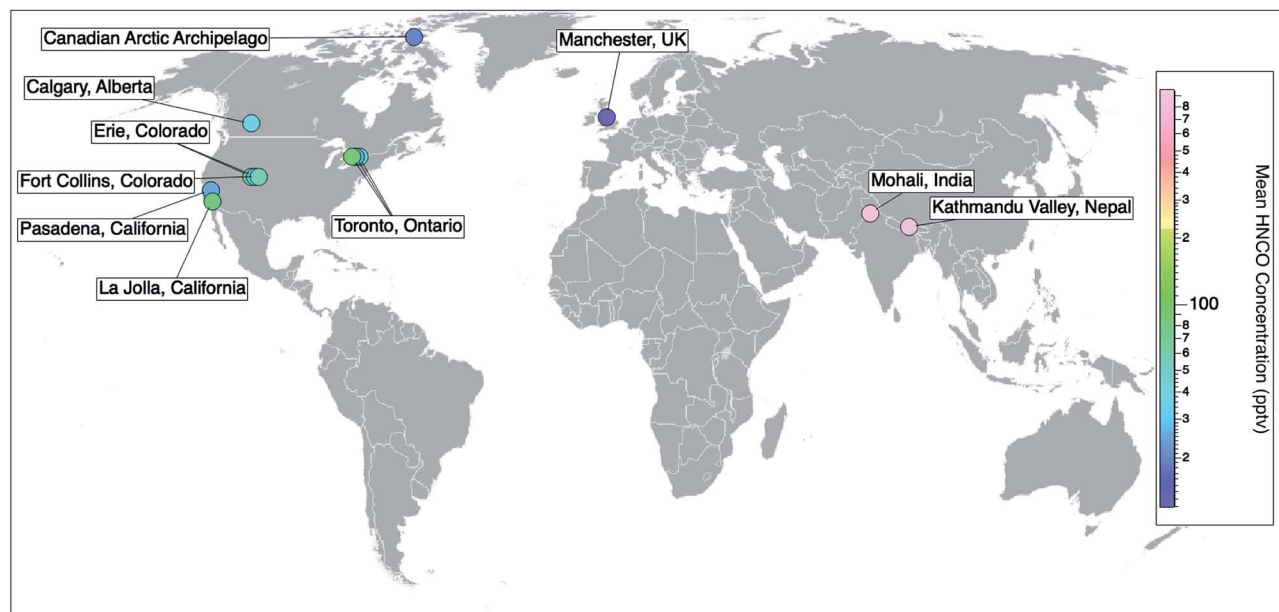 Canadian Arctic Archipelago
Manchester, UK
Calgary, Alberta
Erie, Colorado
Fort Collins, Colorado
Pasadena, California
La Jolla, California
Toronto, Ontario
Mohali, India
Kathmandu Valley, Nepal
8
7
6
5
4
3
2
100
8
7
6
5
4
3
2
Mean HNCO Concentration (pptv)